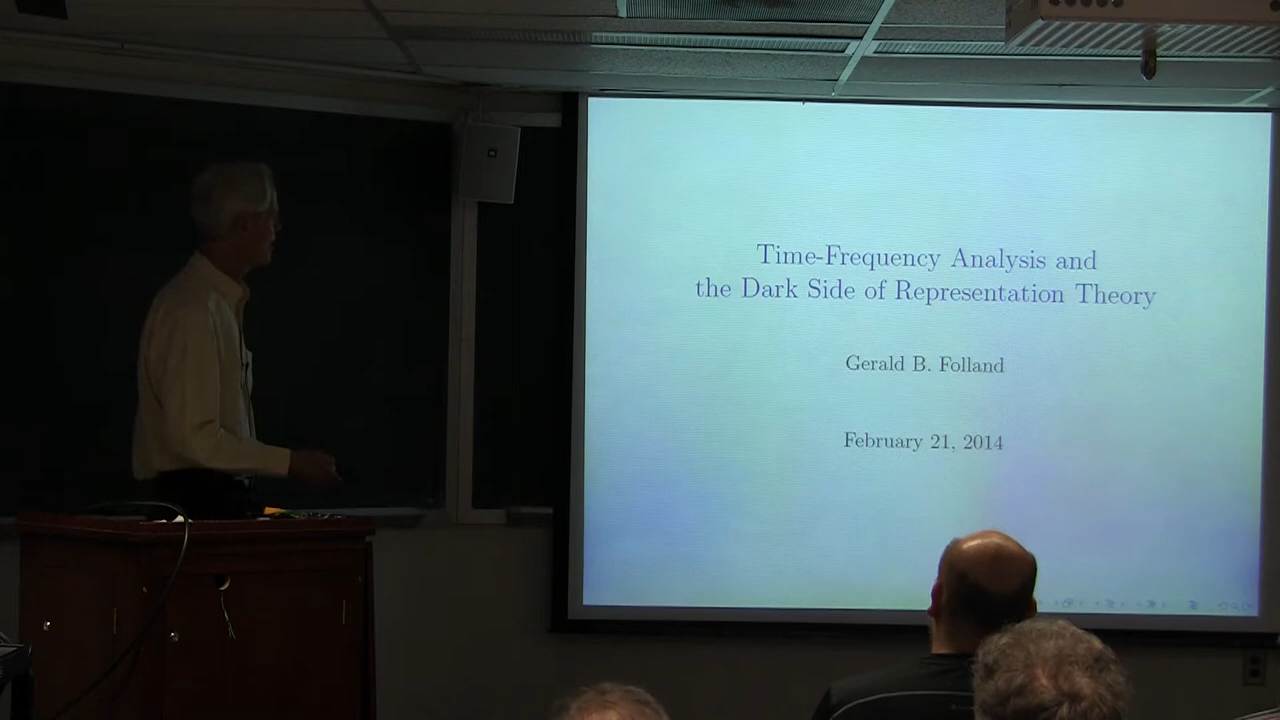 Time-Frequency Analysis and
the Dark Side of Representation Theory
Gerald B. Folland
February 21, 2014